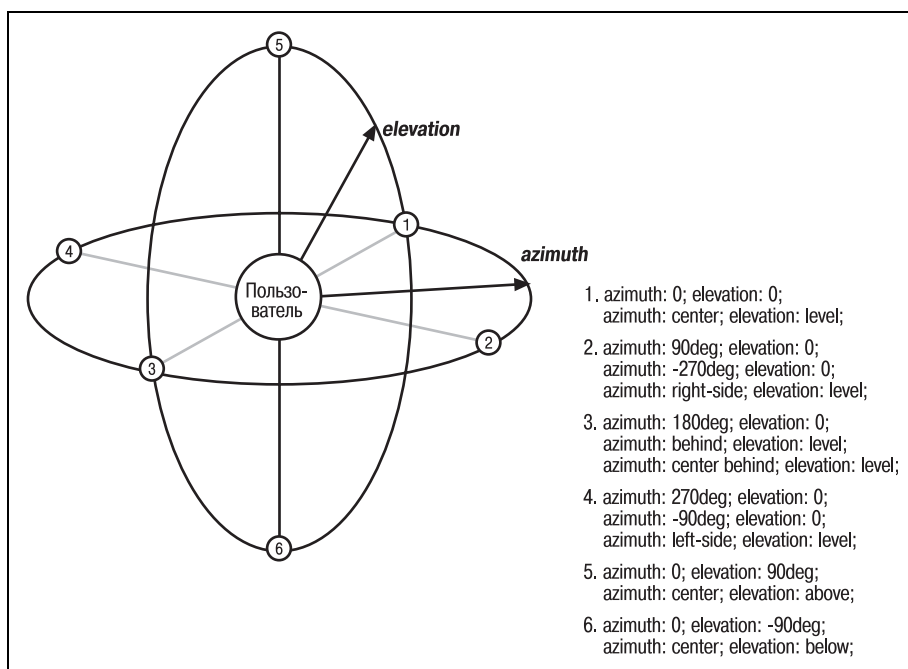 5
elevation
1
4
azimuth
Пользо-
ватель
2
3
6
1. azimuth: 0; elevation: 0;
azimuth: center; elevation: level;
2. azimuth: 90deg; elevation: 0;
azimuth: -270deg; elevation: 0;
azimuth: right-side; elevation: level;
3. azimuth: 180deg; elevation: 0;
azimuth: behind; elevation: level;
azimuth: center behind; elevation: level;
4. azimuth: 270deg; elevation: 0;
azimuth: -90deg; elevation: 0;
azimuth: left-side; elevation: level;
5. azimuth: 0; elevation: 90deg;
azimuth: center; elevation: above;
6. azimuth: 0; elevation: -90deg;
azimuth: center; elevation: below;